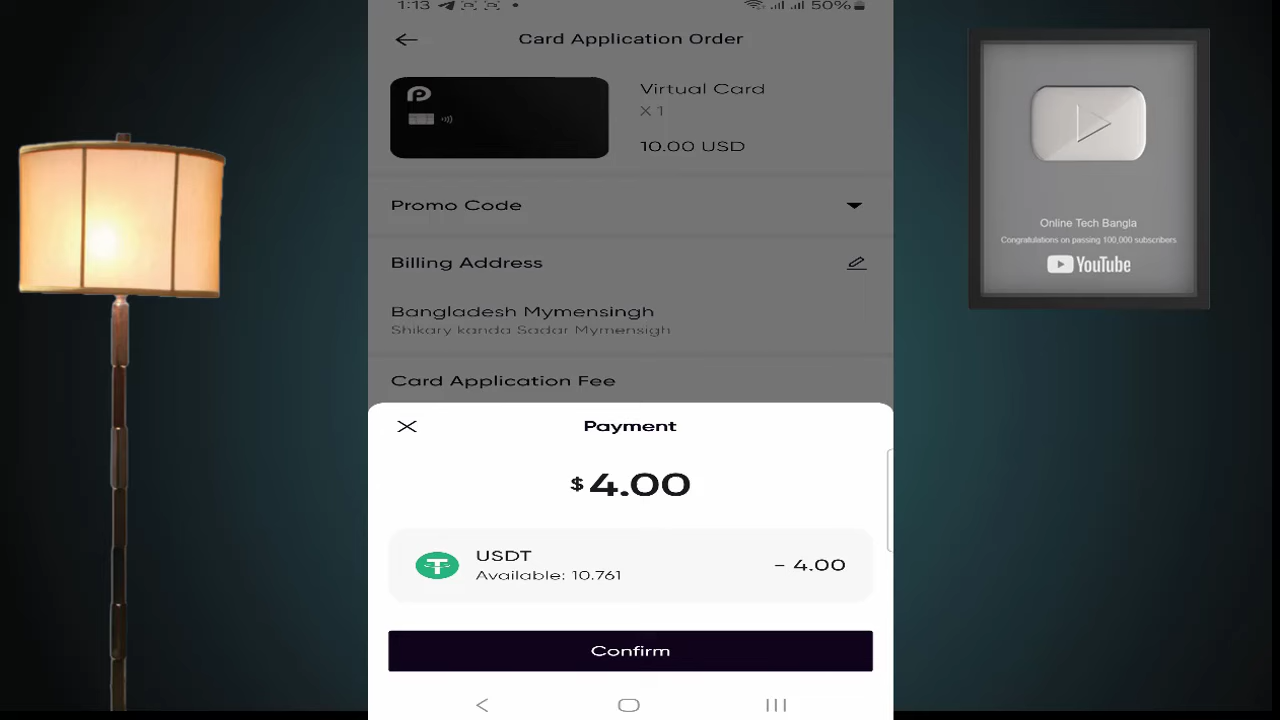 1:13
50%
Card Application Order
Virtual Card
X 1
10.00 USD
Promo Code
Billing Address
Bangladesh Mymensingh
Shikary kanda Sadar Mymensigh
Card Application Fee
Payment
$ 4.00
USDT
Available: 10.761
- 4.00
Confirm
Online Tech Bangla
Congratulations on passing 100,000 subscribers
YouTube